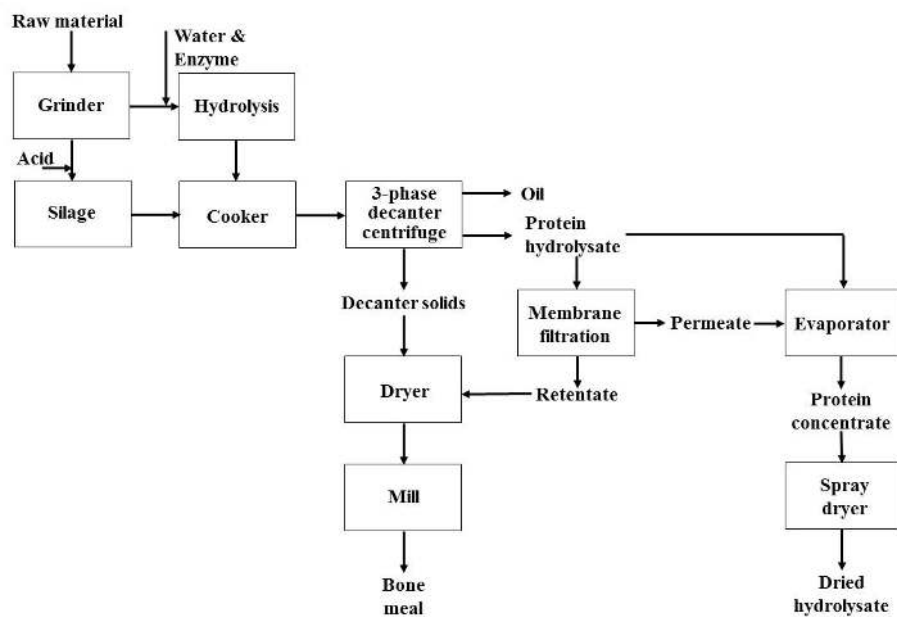 Raw material
Water &
Enzyme
Grinder
Hydrolysis
Acid
Silage
Cooker
3-phase
decanter
centrifuge
Oil
Protein
hydrolysate
Decanter solids
Membrane
filtration
Permeate
Evaporator
Dryer
Retentate
Protein
concentrate
Mill
Spray
dryer
Bone
meal
Dried
hydrolysate